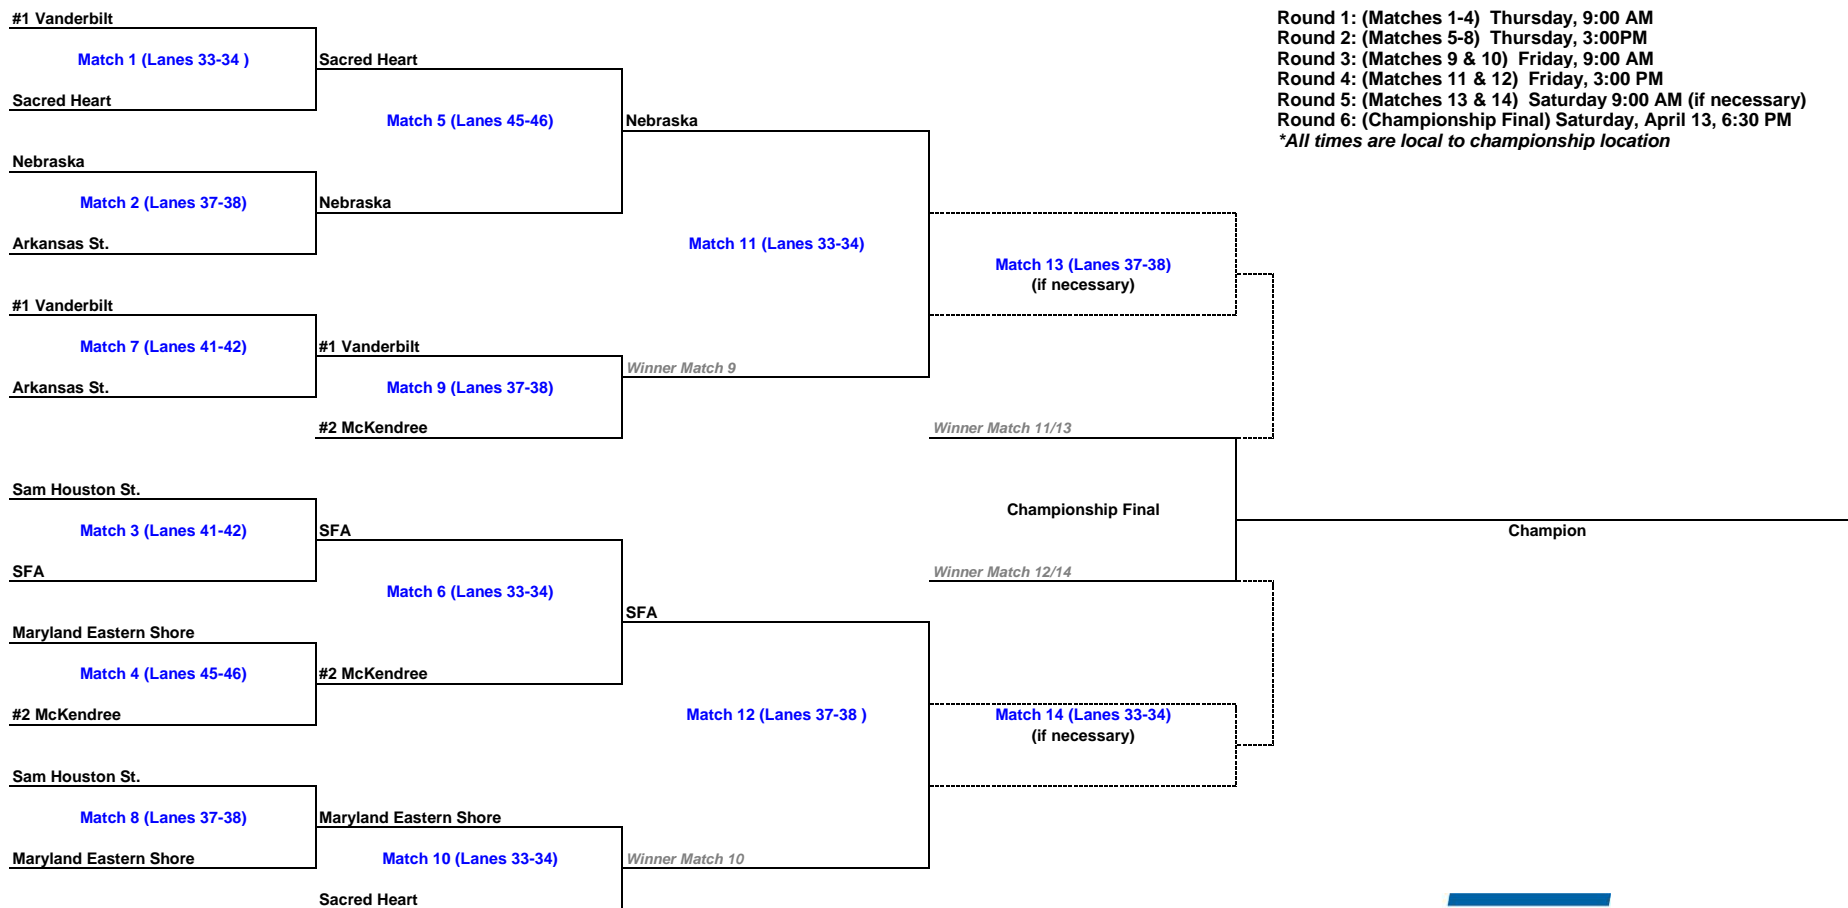 #1 Vanderbilt
Match 1 (Lanes 33-34 )
Sacred Heart
Sacred Heart
Match 5 (Lanes 45-46)
Nebraska
Nebraska
Match 2 (Lanes 37-38)
Nebraska
Arkansas St.
Match 11 (Lanes 33-34)
Match 13 (Lanes 37-38)
(if necessary)
#1 Vanderbilt
Match 7 (Lanes 41-42)
#1 Vanderbilt
Arkansas St.
Match 9 (Lanes 37-38)
Winner Match 9
#2 McKendree
Winner Match 11/13
Sam Houston St.
Match 3 (Lanes 41-42)
SFA
SFA
Championship Final
Champion
Winner Match 12/14
Match 6 (Lanes 33-34)
SFA
Maryland Eastern Shore
Match 4 (Lanes 45-46)
#2 McKendree
#2 McKendree
Match 12 (Lanes 37-38 )
Match 14 (Lanes 33-34)
(if necessary)
Sam Houston St.
Match 8 (Lanes 37-38)
Maryland Eastern Shore
Maryland Eastern Shore
Match 10 (Lanes 33-34)
Winner Match 10
Sacred Heart
Round 1: (Matches 1-4) Thursday, 9:00 AM
Round 2: (Matches 5-8) Thursday, 3:00PM
Round 3: (Matches 9 & 10) Friday, 9:00 AM
Round 4: (Matches 11 & 12) Friday, 3:00 PM
Round 5: (Matches 13 & 14) Saturday 9:00 AM (if necessary)
Round 6: (Championship Final) Saturday, April 13, 6:30 PM
*All times are local to championship location